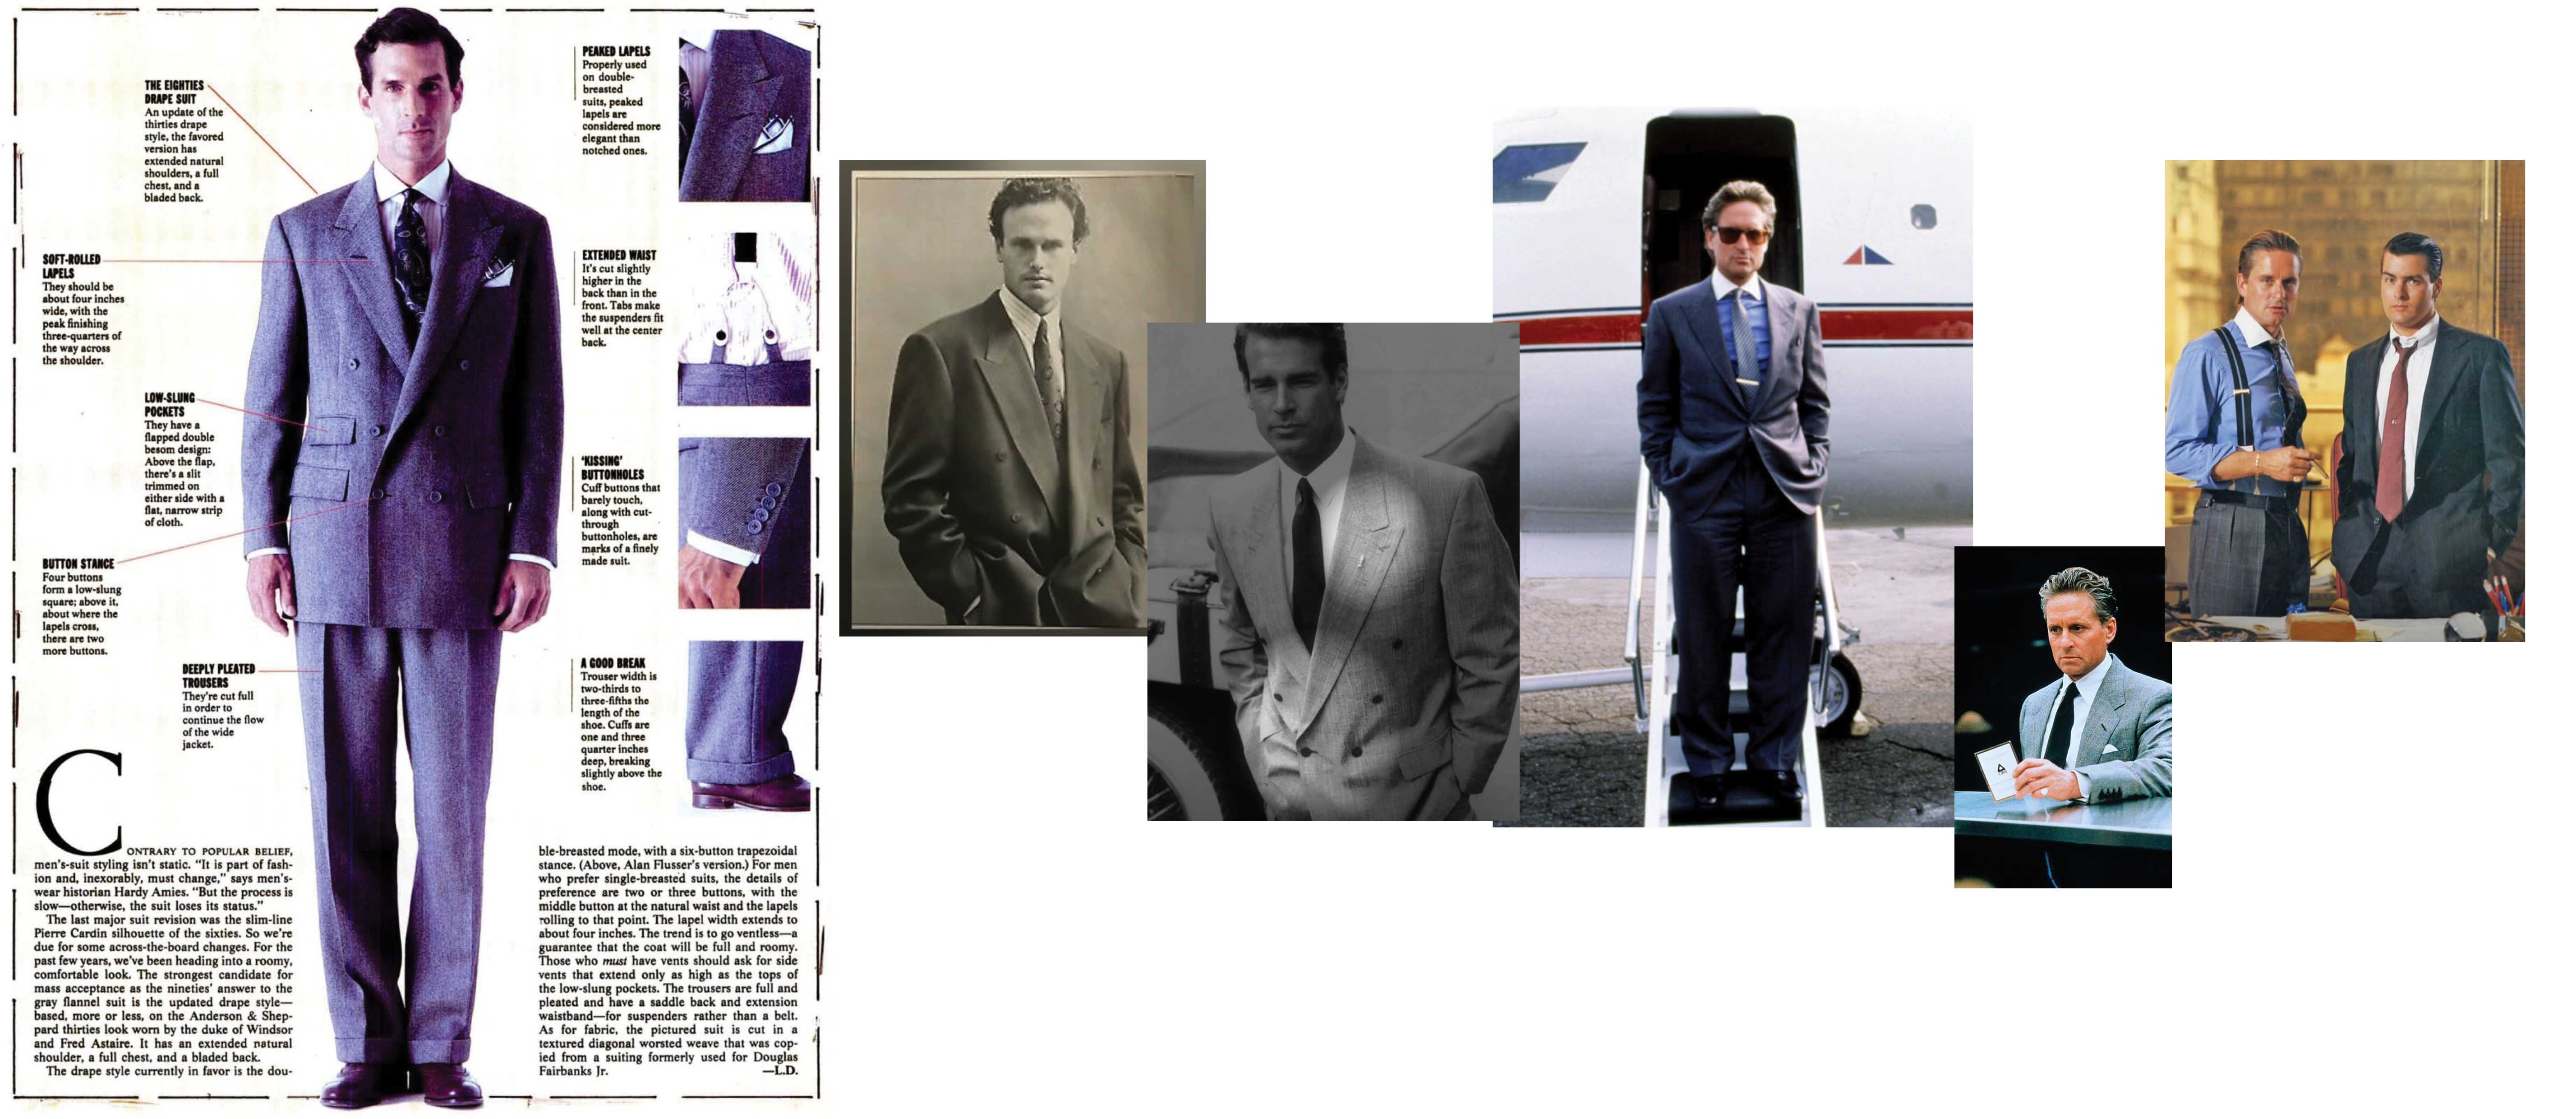 THE EIGHTIES
DRAPE SUIT
An update of the
thirties drape
style, the favored
version has
extended natural
shoulders, a full
chest, and a
bladed back.
SOFT-ROLLED
LAPELS
They should be
about four inches
wide, with the
peak finishing
three-quarters of
the way across
the shoulder.
LOW-SLUNG
POCKETS
They have a
flapped double
besom design:
Above the flap,
there's a slit
trimmed on
either side with a
flat, narrow strip
of cloth.
BUTTON STANCE
Four buttons
form a low-slung
square; above it,
about where the
lapels cross,
there are two
more buttons.
DEEPLY PLEATED
TROUSERS
They're cut full
in order to
continue the flow
of the wide
jacket.
PEAKED LAPELS
Properly used
on double-
breasted
suits, peaked
lapels are
considered more
elegant than
notched ones.
EXTENDED WAIST
It's cut slightly
higher in the
back than in the
front. Tabs make
the suspenders fit
well at the center
back.
'KISSING'
BUTTONHOLES
Cuff buttons that
barely touch,
along with cut-
through
buttonholes, are
marks of a finely
made suit.
A GOOD BREAK
Trouser width is
two-thirds to
three-fifths the
length of the
shoe. Cuffs are
one and three
quarter inches
deep, breaking
slightly above the
shoe.
CONTRARY TO POPULAR BELIEF,
men's-suit styling isn't static. "It is part of fash-
ion and, inexorably, must change," says men's-
wear historian Hardy Amies. "But the process is
slow—otherwise, the suit loses its status."
The last major suit revision was the slim-line
Pierre Cardin silhouette of the sixties. So we're
due for some across-the-board changes. For the
past few years, we've been heading into a roomy,
comfortable look. The strongest candidate for
mass acceptance as the nineties' answer to the
gray flannel suit is the updated drape style—
based, more or less, on the Anderson & Shep-
pard thirties look worn by the duke of Windsor
and Fred Astaire. It has an extended natural
shoulder, a full chest, and a bladed back.
The drape style currently in favor is the dou-
ble-breasted mode, with a six-button trapezoidal
stance. (Above, Alan Flusser's version.) For men
who prefer single-breasted suits, the details of
preference are two or three buttons, with the
middle button at the natural waist and the lapels
rolling to that point. The lapel width extends to
about four inches. The trend is to go ventless—a
guarantee that the coat will be full and roomy.
Those who must have vents should ask for side
vents that extend only as high as the tops of
the low-slung pockets. The trousers are full and
pleated and have a saddle back and extension
waistband—for suspenders rather than a belt.
As for fabric, the pictured suit is cut in a
textured diagonal worsted weave that was cop-
ied from a suiting formerly used for Douglas
Fairbanks Jr.
—L.D.